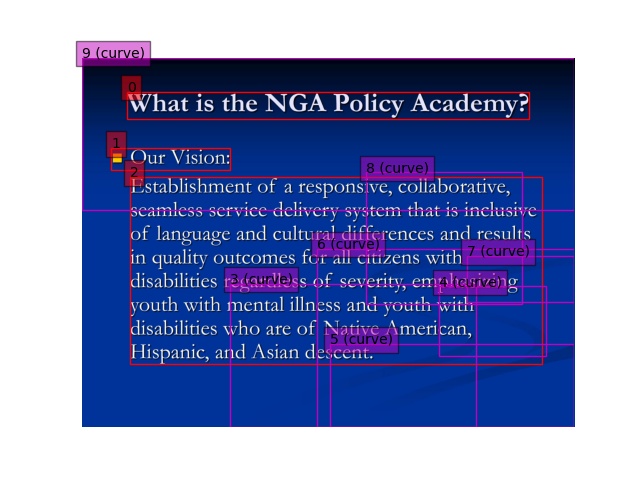 9 (curve)
0
What is the NGA Policy Academy?
1
Our Vision:
2
8 (curve)
Establishment of a responsive, collaborative,
seamless service delivery system that is inclusive
of language and cultural differences and results
6 (curve)
7 (curve)
in quality outcomes for all citizens with
3 (curve)
4 (curve)
disabilities regardless of severity, emphasizing
youth with mental illness and youth with
disabilities who are of Native American,
5 (curve)
Hispanic, and Asian descent.